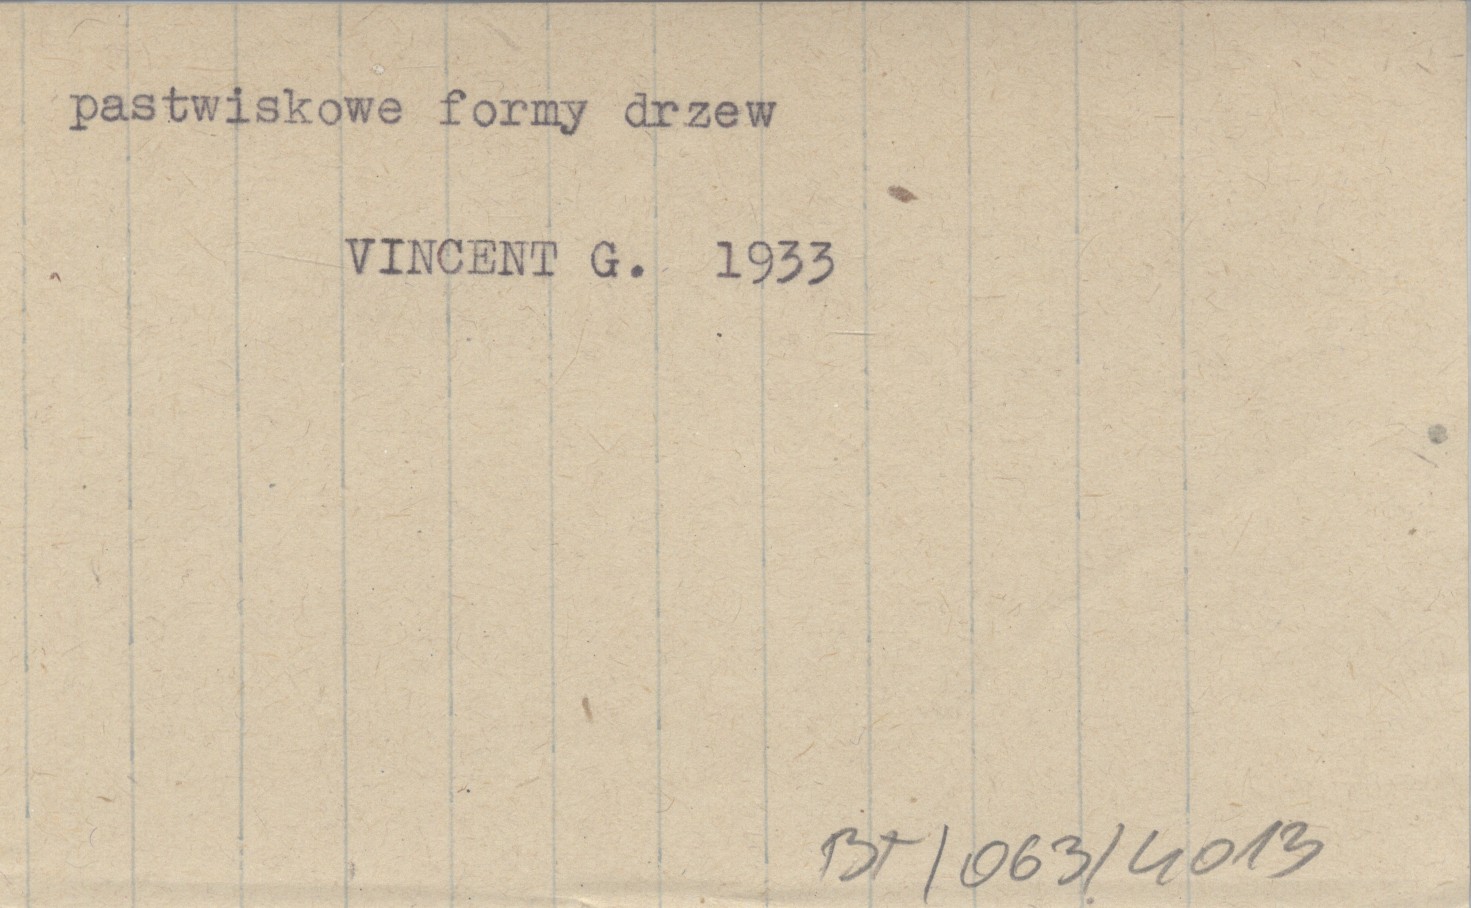 pastwiskowe formy drzew
VINCENT G. 1933
Bt/063/4013